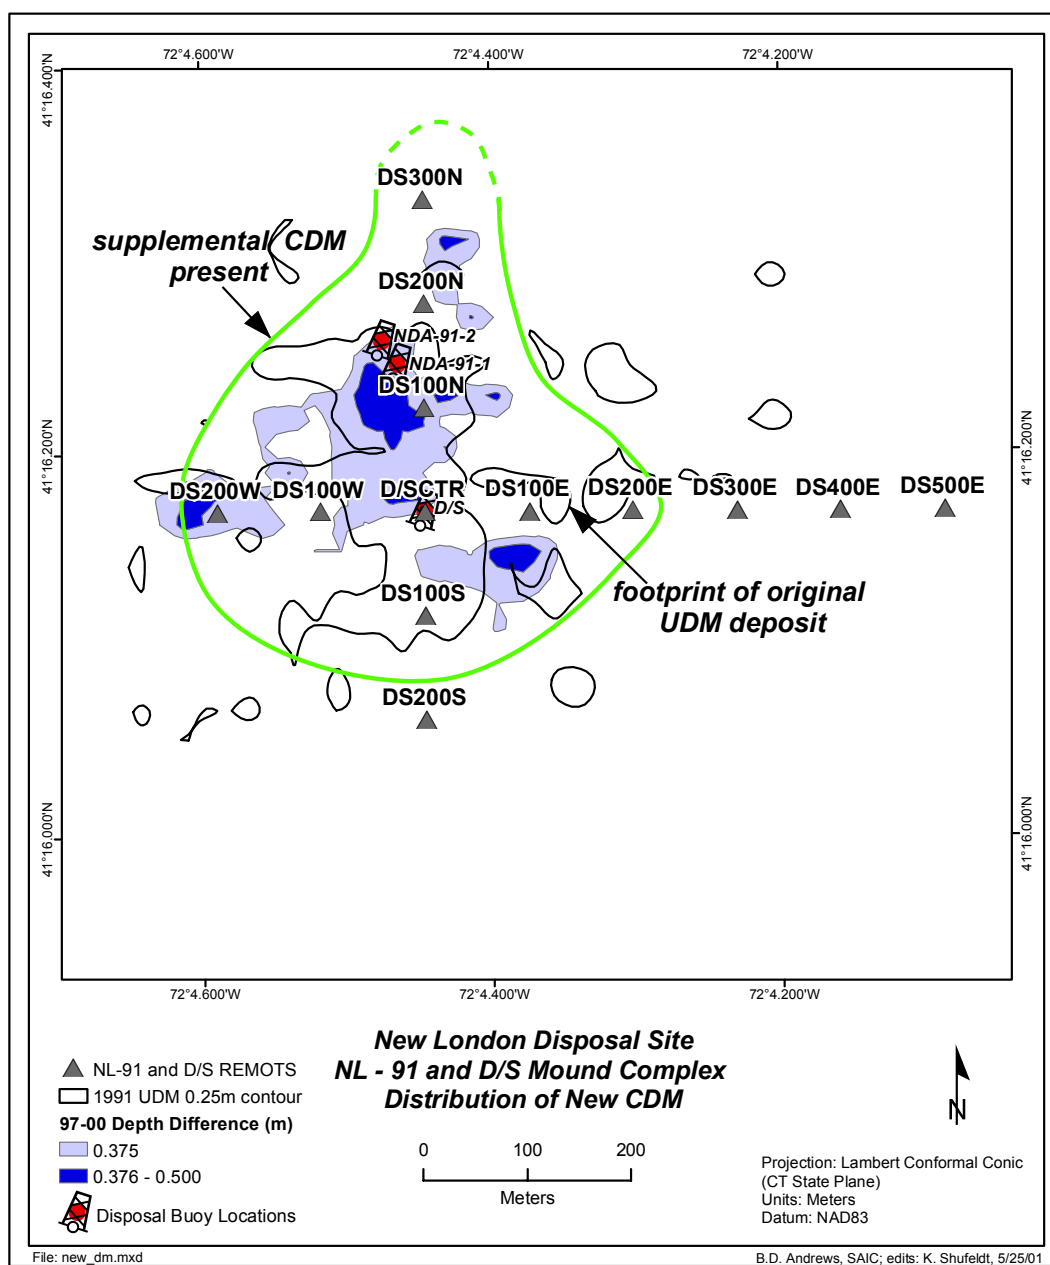 72°4.600'W 72°4.400'W 72°4.200'W
41°16.400'N
41°16.400'N
DS300N
supplemental CDM
present
DS200N
NDA-91-2
NDA-91-1
DS100N
41°16.200'N
41°16.200'N
DS200W DS100W D/SCTR DS100E DS200E DS300E DS400E DS500E
D/S
DS100S
footprint of original
UDM deposit
DS200S
41°16.000'N
41°16.000'N
72°4.600'W 72°4.400'W 72°4.200'W
New London Disposal Site
NL - 91 and D/S Mound Complex
Distribution of New CDM
NL-91 and D/S REMOTS
1991 UDM 0.25m contour
97-00 Depth Difference (m)
0.375
0.376 - 0.500
Disposal Buoy Locations
0 100 200
Meters
N
Projection: Lambert Conformal Conic
(CT State Plane)
Units: Meters
Datum: NAD83
File: new_dm.mxd
B.D. Andrews, SAIC; edits: K. Shufeldt, 5/25/01